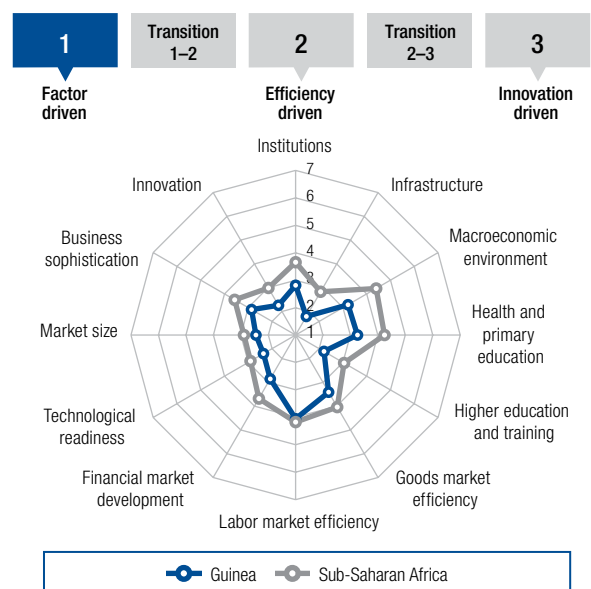 1
Transition
1–2
2
Transition
2–3
3
Factor
driven
Efficiency
driven
Innovation
driven
Institutions
7
6
5
4
3
2
1
Innovation
Infrastructure
Business
sophistication
Macroeconomic
environment
Market size
Health and
primary
education
Technological
readiness
Higher education
and training
Financial market
development
Goods market
efficiency
Labor market efficiency
Guinea
Sub-Saharan Africa